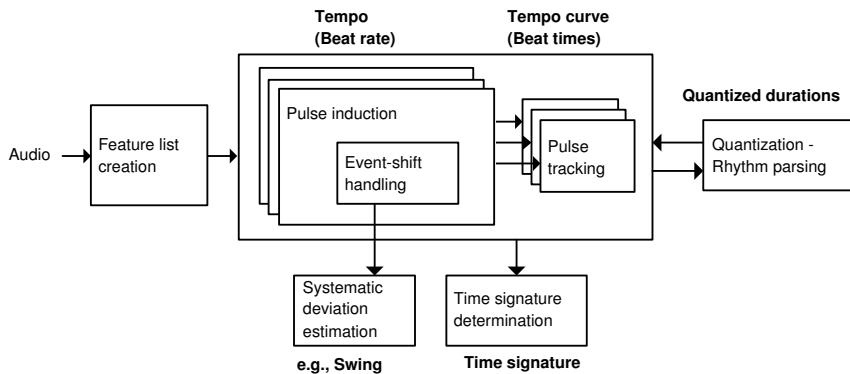 Tempo
(Beat rate)
Tempo curve
(Beat times)
Quantized durations
Audio
Feature list
creation
Pulse induction
Event-shift
handling
Pulse
tracking
Quantization -
Rhythm parsing
Systematic
deviation
estimation
e.g., Swing
Time signature
determination
Time signature